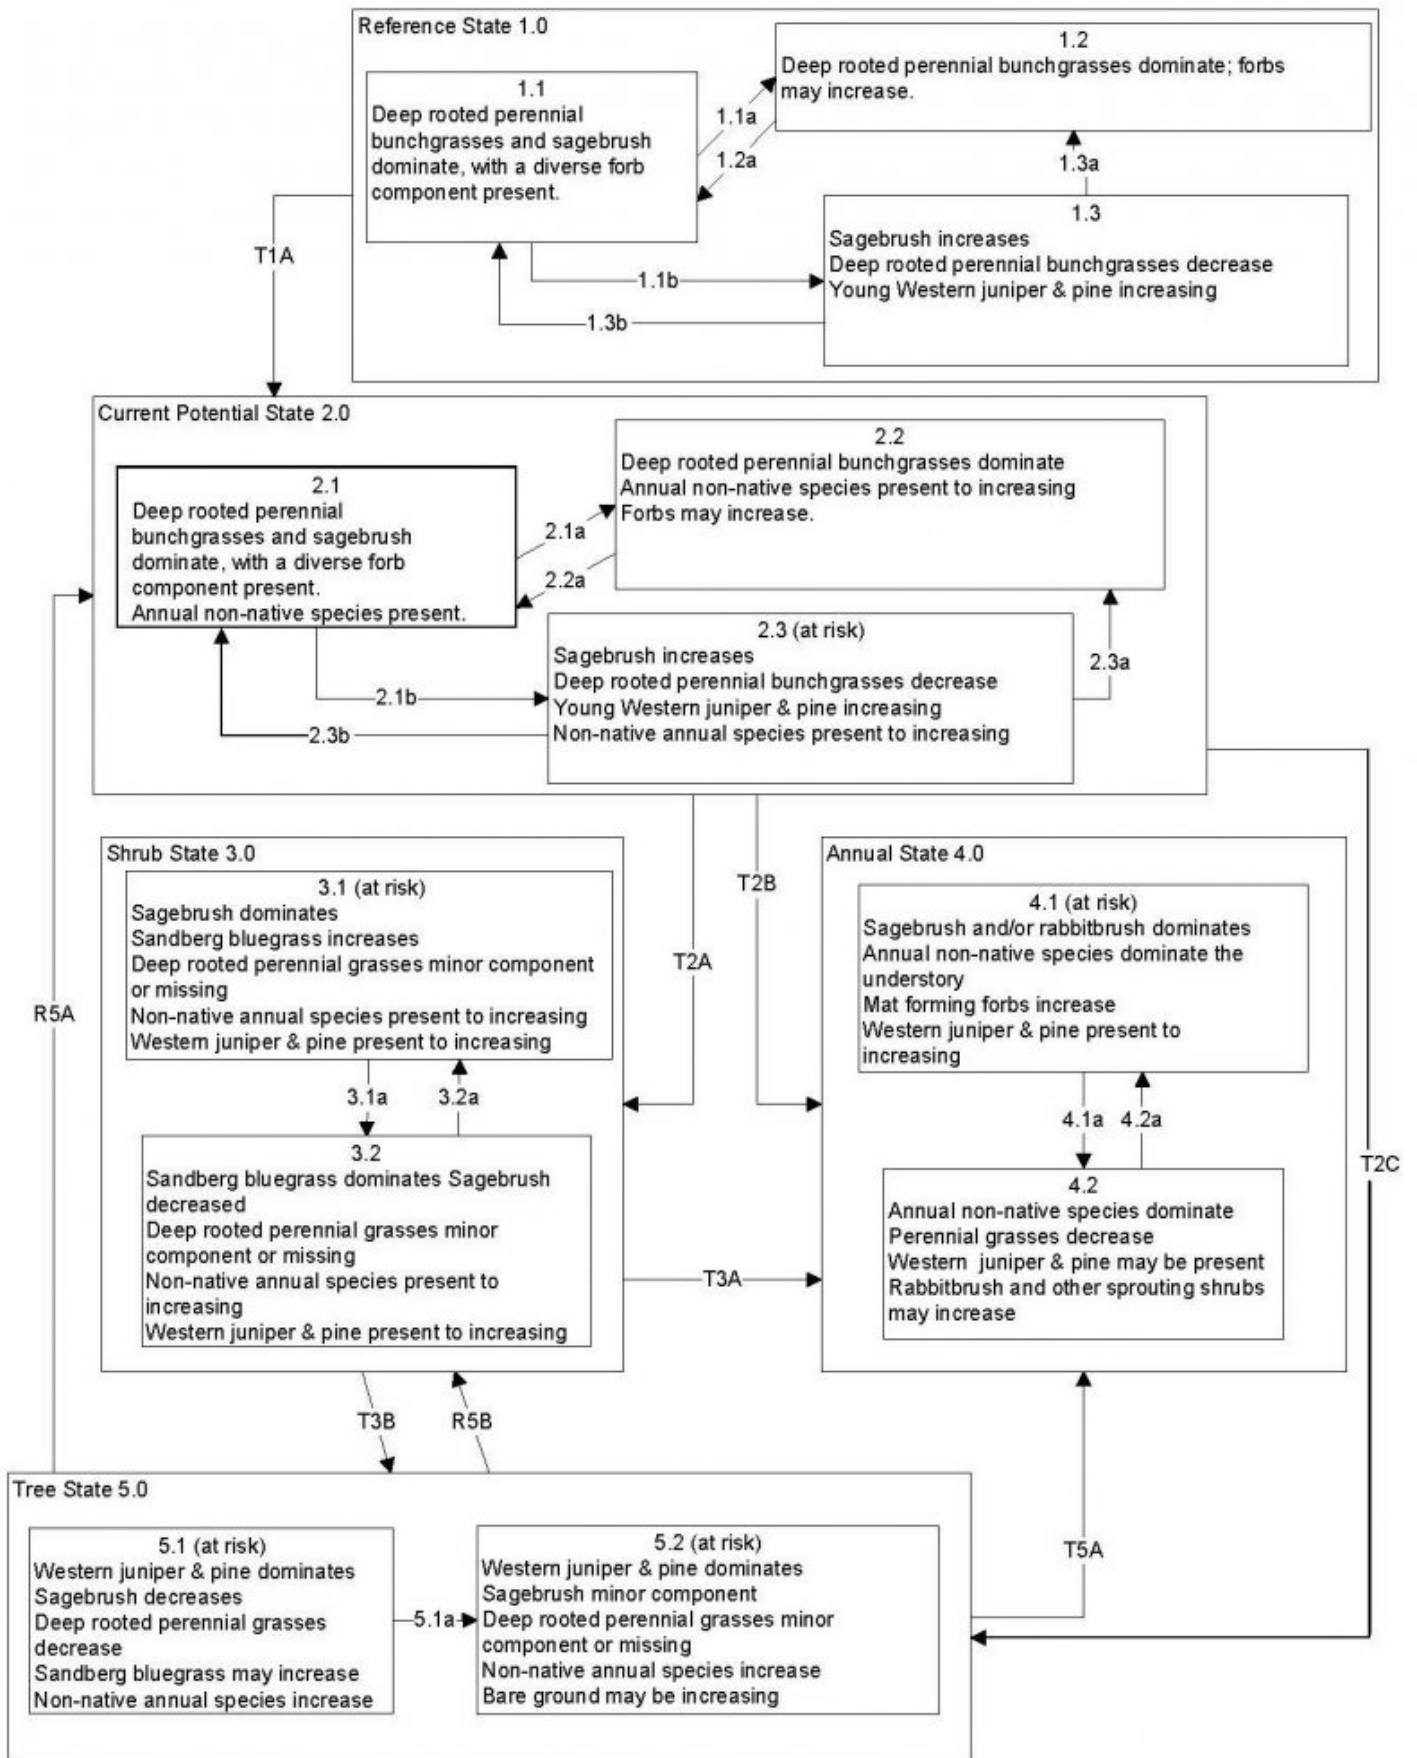 Reference State 1.0
1.1
Deep rooted perennial
bunchgrasses and sagebrush
dominate, with a diverse forb
component present.
1.1a
1.2a
1.2
Deep rooted perennial bunchgrasses dominate; forbs
may increase.
1.3a
1.3
Sagebrush increases
Deep rooted perennial bunchgrasses decrease
Young Western juniper & pine increasing
1.1b
1.3b
T1A
Current Potential State 2.0
2.1
Deep rooted perennial
bunchgrasses and sagebrush
dominate, with a diverse forb
component present.
Annual non-native species present.
2.1a
2.2a
2.2
Deep rooted perennial bunchgrasses dominate
Annual non-native species present to increasing
Forbs may increase.
2.3a
2.3 (at risk)
Sagebrush increases
Deep rooted perennial bunchgrasses decrease
Young Western juniper & pine increasing
Non-native annual species present to increasing
2.1b
2.3b
Shrub State 3.0
3.1 (at risk)
Sagebrush dominates
Sandberg bluegrass increases
Deep rooted perennial grasses minor component
or missing
Non-native annual species present to increasing
Western juniper & pine present to increasing
3.1a
3.2a
3.2
Sandberg bluegrass dominates Sagebrush
decreased
Deep rooted perennial grasses minor
component or missing
Non-native annual species present to
increasing
Western juniper & pine present to increasing
T2A
T2B
Annual State 4.0
4.1 (at risk)
Sagebrush and/or rabbitbrush dominates
Annual non-native species dominate the
understory
Mat forming forbs increase
Western juniper & pine present to
increasing
4.1a
4.2a
4.2
Annual non-native species dominate
Perennial grasses decrease
Western juniper & pine may be present
Rabbitbrush and other sprouting shrubs
may increase
T2C
R5A
T3A
T3B
R5B
T5A
Tree State 5.0
5.1 (at risk)
Western juniper & pine dominates
Sagebrush decreases
Deep rooted perennial grasses
decrease
Sandberg bluegrass may increase
Non-native annual species increase
5.1a
5.2 (at risk)
Western juniper & pine dominates
Sagebrush minor component
Deep rooted perennial grasses minor
component or missing
Non-native annual species increase
Bare ground may be increasing